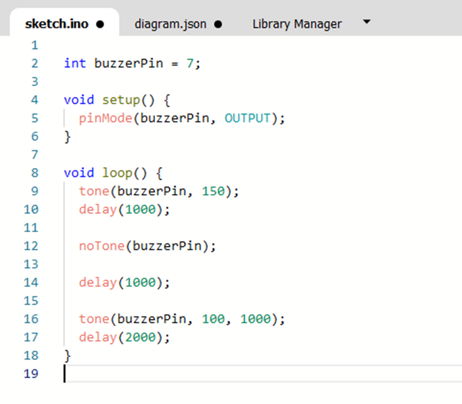 sketch.ino ● diagram.json ● Library Manager
1
2 int buzzerPin = 7;
3
4 void setup() {
5 pinMode(buzzerPin, OUTPUT);
6 }
7
8 void loop() {
9 tone(buzzerPin, 150);
10 delay(1000);
11
12 noTone(buzzerPin);
13
14 delay(1000);
15
16 tone(buzzerPin, 100, 1000);
17 delay(2000);
18 }
19